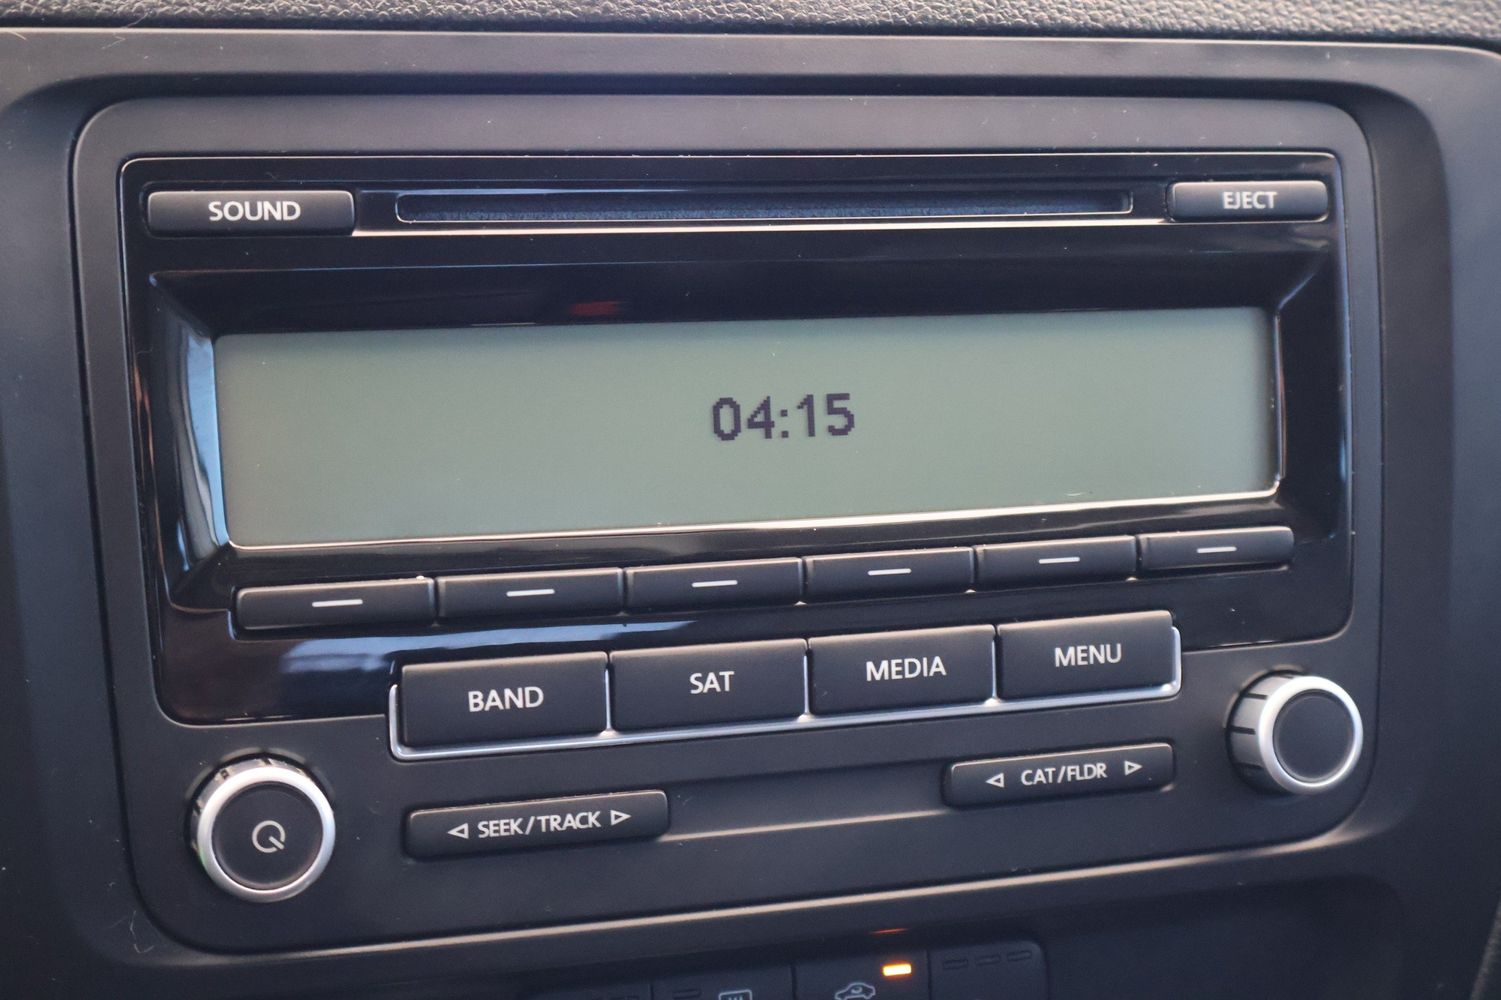 SOUND
EJECT
04:15
BAND
SAT
MEDIA
MENU
SEEK/TRACK
CAT/FLDR